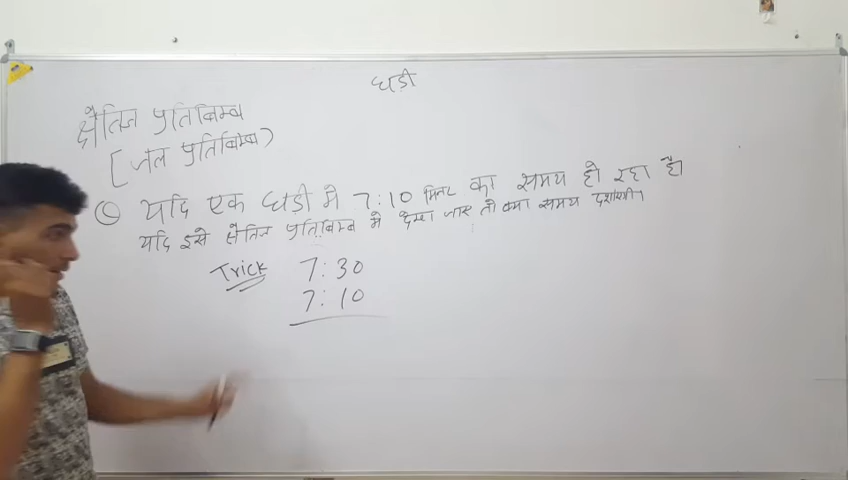 घड़ी
क्षैतिज प्रतिबिम्ब
[जल प्रतिबिम्ब)
Q यदि एक घड़ी मे 7:10 मिनट का समय हो रहा है।
यदि इसे क्षैतिज प्रतिबिम्ब मे देखा जाए तो क्या समय दर्शाएगी।
Trick 7:30
7:10